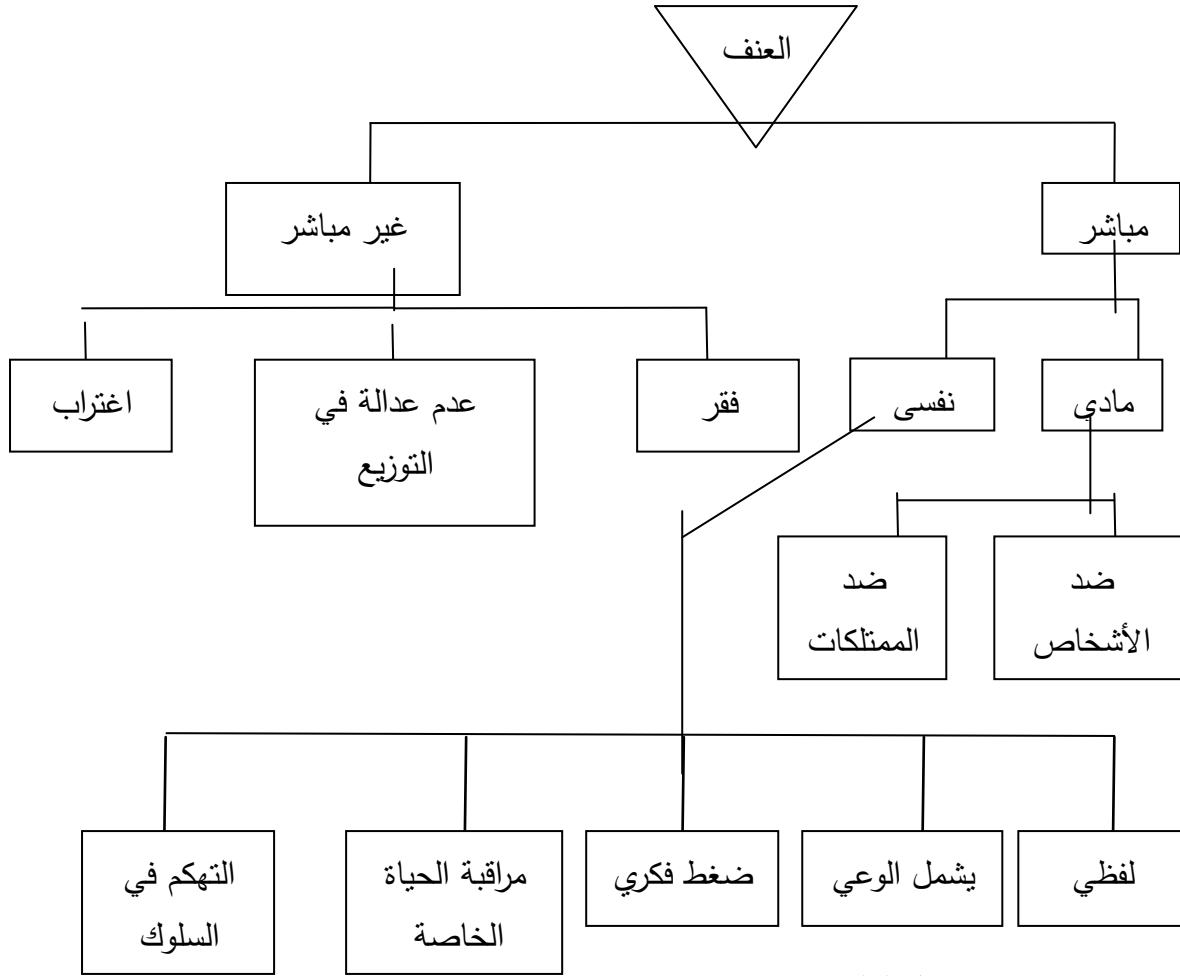 العنف
مباشر
غير مباشر
مادي
نفسى
فقر
عدم عدالة في
التوزيع
اغتراب
ضد
الأشخاص
ضد
الممتلكات
لفظي
يشمل الوعي
ضغط فكري
مراقبة الحياة
الخاصة
التهكم في
السلوك